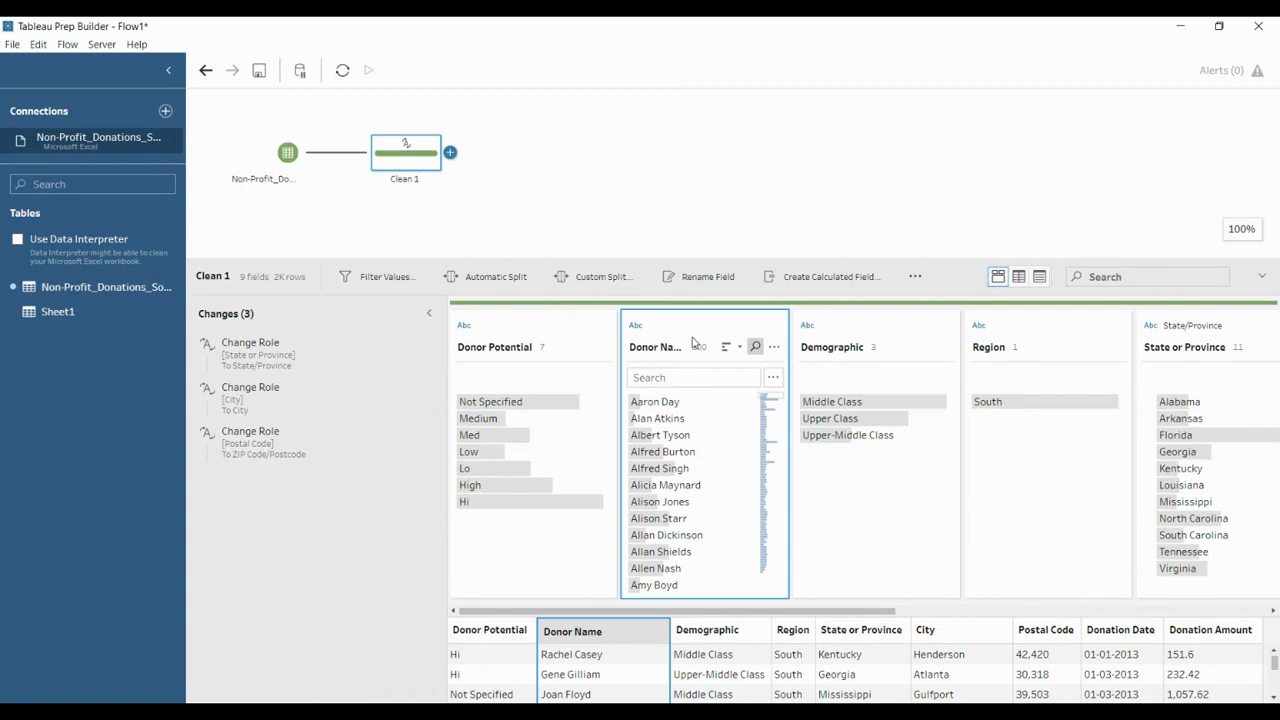 Tableau Prep Builder - Flow1*
File Edit Flow Server Help
Alerts (0)
Connections
Non-Profit_Donations_S...
Microsoft Excel
Search
Tables
Use Data Interpreter
Data Interpreter might be able to clean
your Microsoft Excel workbook.
Non-Profit_Donations_So...
Sheet1
Non-Profit_Do...
Clean 1
100%
Clean 1 9 fields 2K rows Filter Values... Automatic Split Custom Split... Rename Field Create Calculated Field... Search
Changes (3)
Change Role
[State or Province]
To State/Province
Change Role
[City]
To City
Change Role
[Postal Code]
To ZIP Code/Postcode
Abc
Donor Potential 7
Not Specified
Medium
Med
Low
Lo
High
Hi
Abc
Donor Na...
Search
Aaron Day
Alan Atkins
Albert Tyson
Alfred Burton
Alfred Singh
Alicia Maynard
Alison Jones
Alison Starr
Allan Dickinson
Allan Shields
Allen Nash
Amy Boyd
Abc
Demographic 3
Middle Class
Upper Class
Upper-Middle Class
Abc
Region 1
South
Abc State/Province
State or Province 11
Alabama
Arkansas
Florida
Georgia
Kentucky
Louisiana
Mississippi
North Carolina
South Carolina
Tennessee
Virginia
Donor Potential Donor Name Demographic Region State or Province City Postal Code Donation Date Donation Amount
Hi Rachel Casey Middle Class South Kentucky Henderson 42,420 01-01-2013 151.6
Hi Gene Gilliam Upper-Middle Class South Georgia Atlanta 30,318 01-03-2013 232.42
Not Specified Joan Floyd Middle Class South Mississippi Gulfport 39,503 01-03-2013 1,057.62